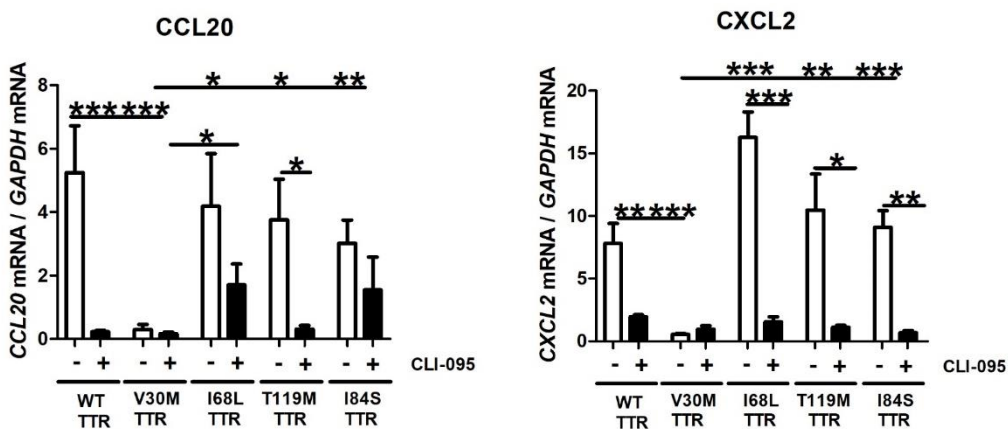 CCL20
CCL20 mRNA / GAPDH mRNA
8
6
4
2
0
******
* * **
*
*
- + - + - + - + - + CLI-095
WT TTR
V30M TTR
I68L TTR
T119M TTR
I84S TTR
CXCL2
CXCL2 mRNA / GAPDH mRNA
20
15
10
5
0
*** ** ***
***
*****
*
**
- + - + - + - + - + CLI-095
WT TTR
V30M TTR
I68L TTR
T119M TTR
I84S TTR